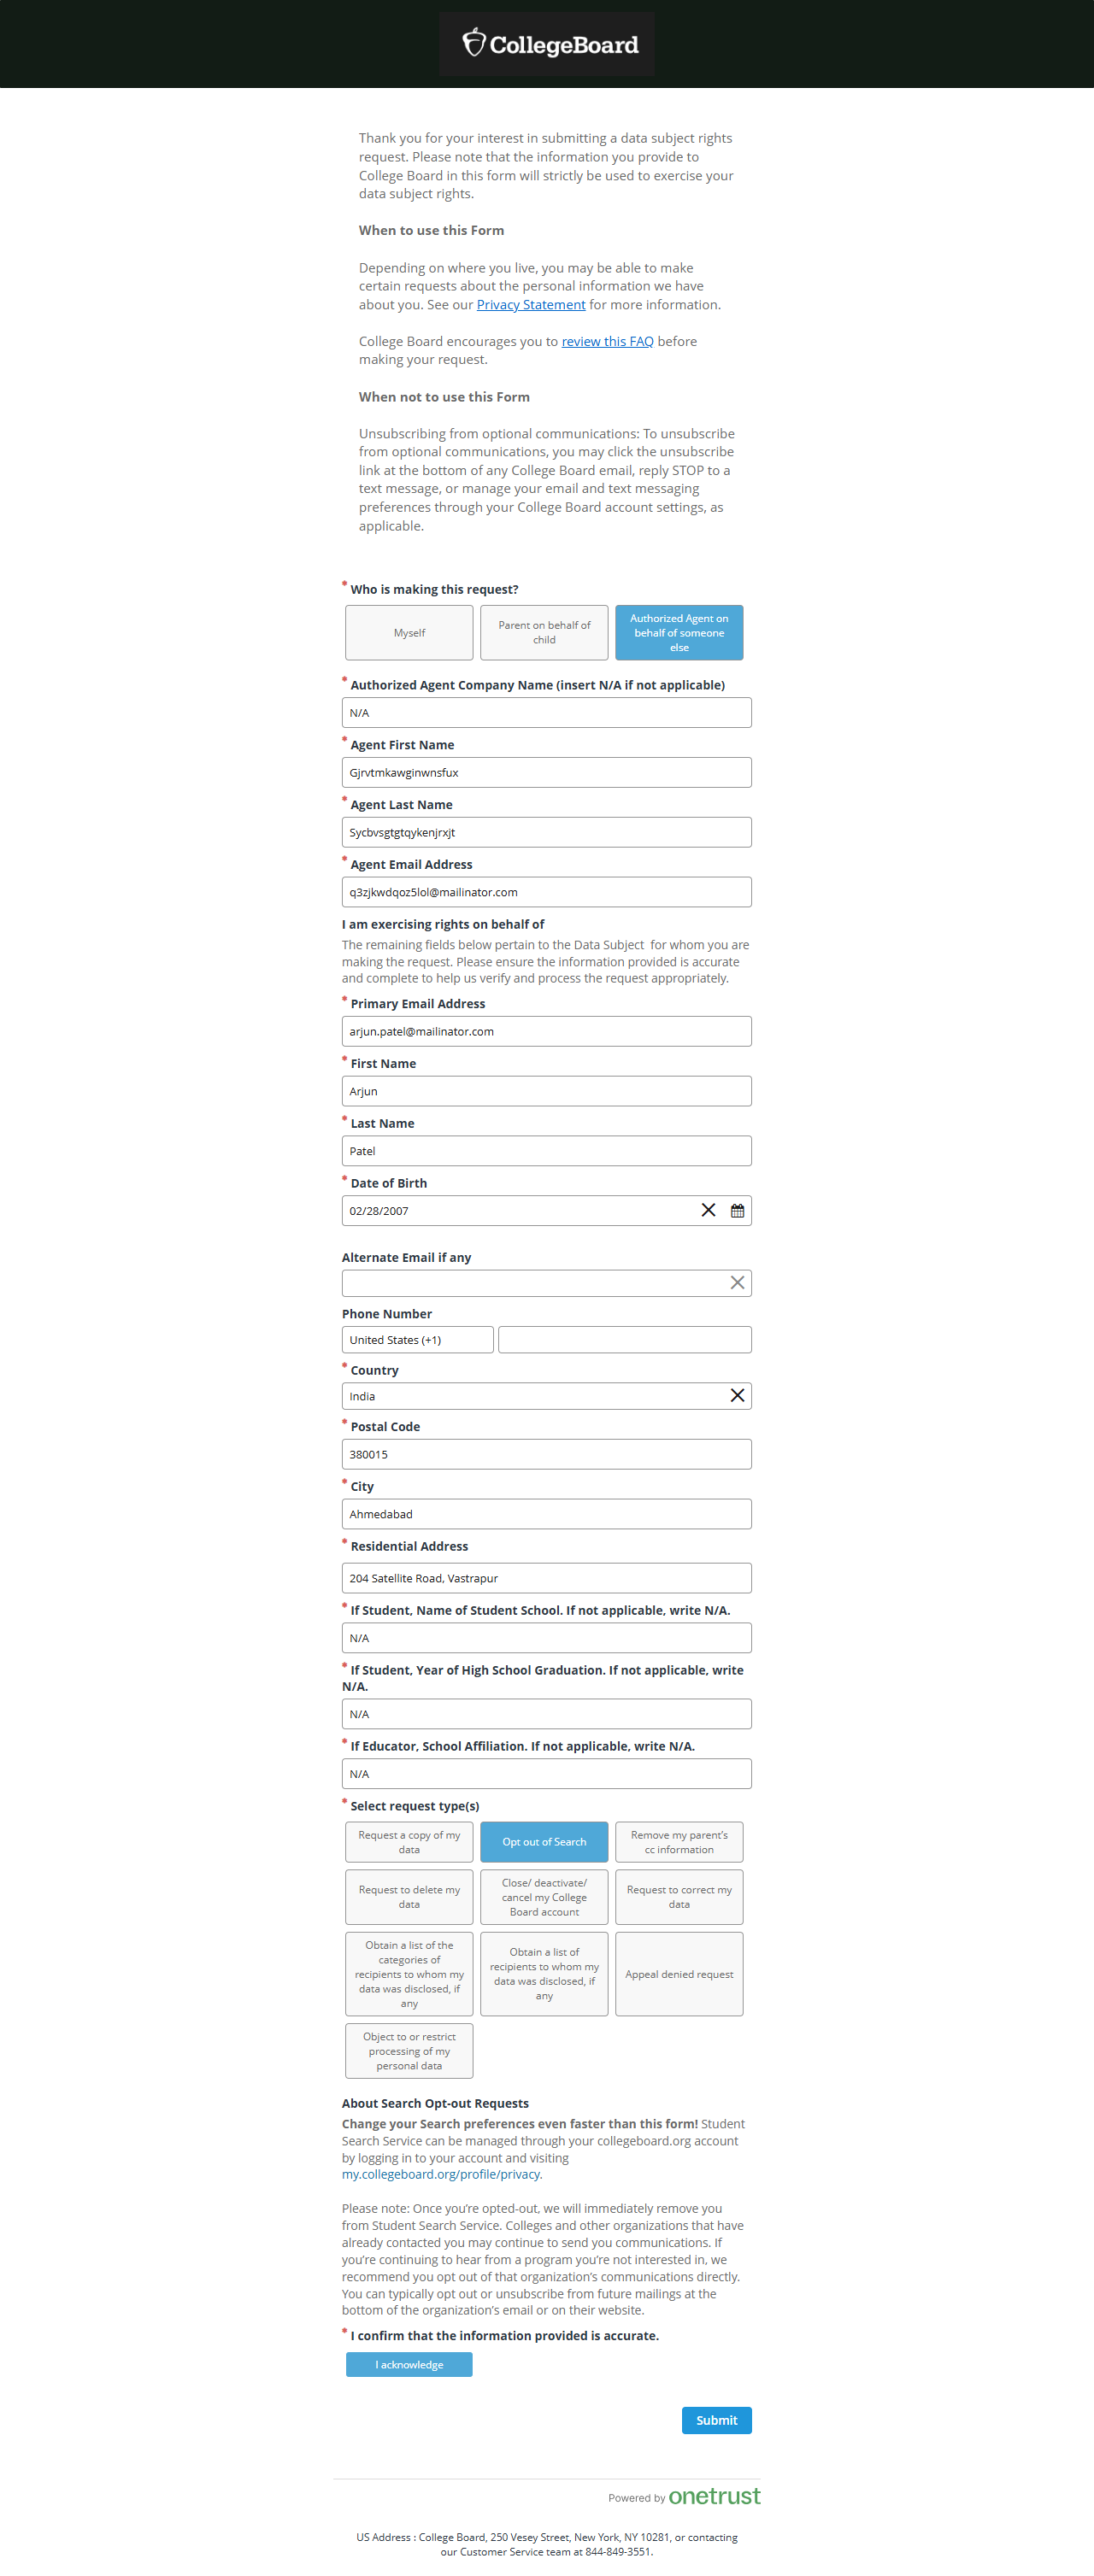 CollegeBoard
Thank you for your interest in submitting a data subject rights
request. Please note that the information you provide to
College Board in this form will strictly be used to exercise your
data subject rights.
When to use this Form
Depending on where you live, you may be able to make
certain requests about the personal information we have
about you. See our Privacy Statement for more information.
College Board encourages you to review this FAQ before
making your request.
When not to use this Form
Unsubscribing from optional communications: To unsubscribe
from optional communications, you may click the unsubscribe
link at the bottom of any College Board email, reply STOP to a
text message, or manage your email and text messaging
preferences through your College Board account settings, as
applicable.
* Who is making this request?
Myself
Parent on behalf of
child
Authorized Agent on
behalf of someone
else
* Authorized Agent Company Name (insert N/A if not applicable)
N/A
* Agent First Name
Gjrvtmkawginwnsfux
* Agent Last Name
Sycbvsgtgtqykenjrxjt
* Agent Email Address
q3zjkwdqoz5lol@mailinator.com
I am exercising rights on behalf of
The remaining fields below pertain to the Data Subject for whom you are
making the request. Please ensure the information provided is accurate
and complete to help us verify and process the request appropriately.
* Primary Email Address
arjun.patel@mailinator.com
* First Name
Arjun
* Last Name
Patel
* Date of Birth
02/28/2007
Alternate Email if any
Phone Number
United States (+1)
* Country
India
* Postal Code
380015
* City
Ahmedabad
* Residential Address
204 Satellite Road, Vastrapur
* If Student, Name of Student School. If not applicable, write N/A.
N/A
* If Student, Year of High School Graduation. If not applicable, write
N/A.
N/A
* If Educator, School Affiliation. If not applicable, write N/A.
N/A
* Select request type(s)
Request a copy of my
data
Opt out of Search
Remove my parent's
cc information
Request to delete my
data
Close/ deactivate/
cancel my College
Board account
Request to correct my
data
Obtain a list of the
categories of
recipients to whom my
data was disclosed, if
any
Obtain a list of
recipients to whom my
data was disclosed, if
any
Appeal denied request
Object to or restrict
processing of my
personal data
About Search Opt-out Requests
Change your Search preferences even faster than this form! Student
Search Service can be managed through your collegeboard.org account
by logging in to your account and visiting
my.collegeboard.org/profile/privacy.
Please note: Once you're opted-out, we will immediately remove you
from Student Search Service. Colleges and other organizations that have
already contacted you may continue to send you communications. If
you're continuing to hear from a program you're not interested in, we
recommend you opt out of that organization's communications directly.
You can typically opt out or unsubscribe from future mailings at the
bottom of the organization's email or on their website.
* I confirm that the information provided is accurate.
I acknowledge
Submit
Powered by onetrust
US Address : College Board, 250 Vesey Street, New York, NY 10281, or contacting
our Customer Service team at 844-849-3551.